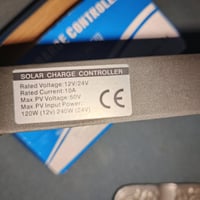 CONTROLLE
SOLAR CHARGE CONTROLLER
Rated Voltage:12V/24V
Rated Current:10A
Max.PV Voltage:50V
Max.PV Input Power:
120W (12v) 240W (24V)
CE